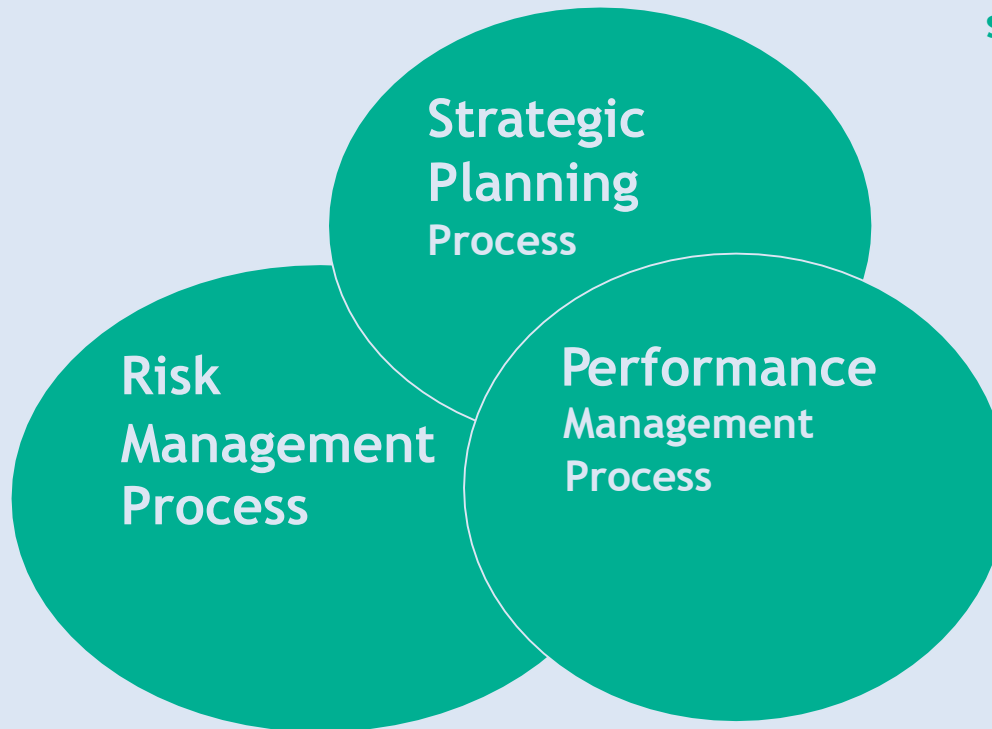 Strategic
Planning
Process
Risk
Management
Process
Performance
Management
Process